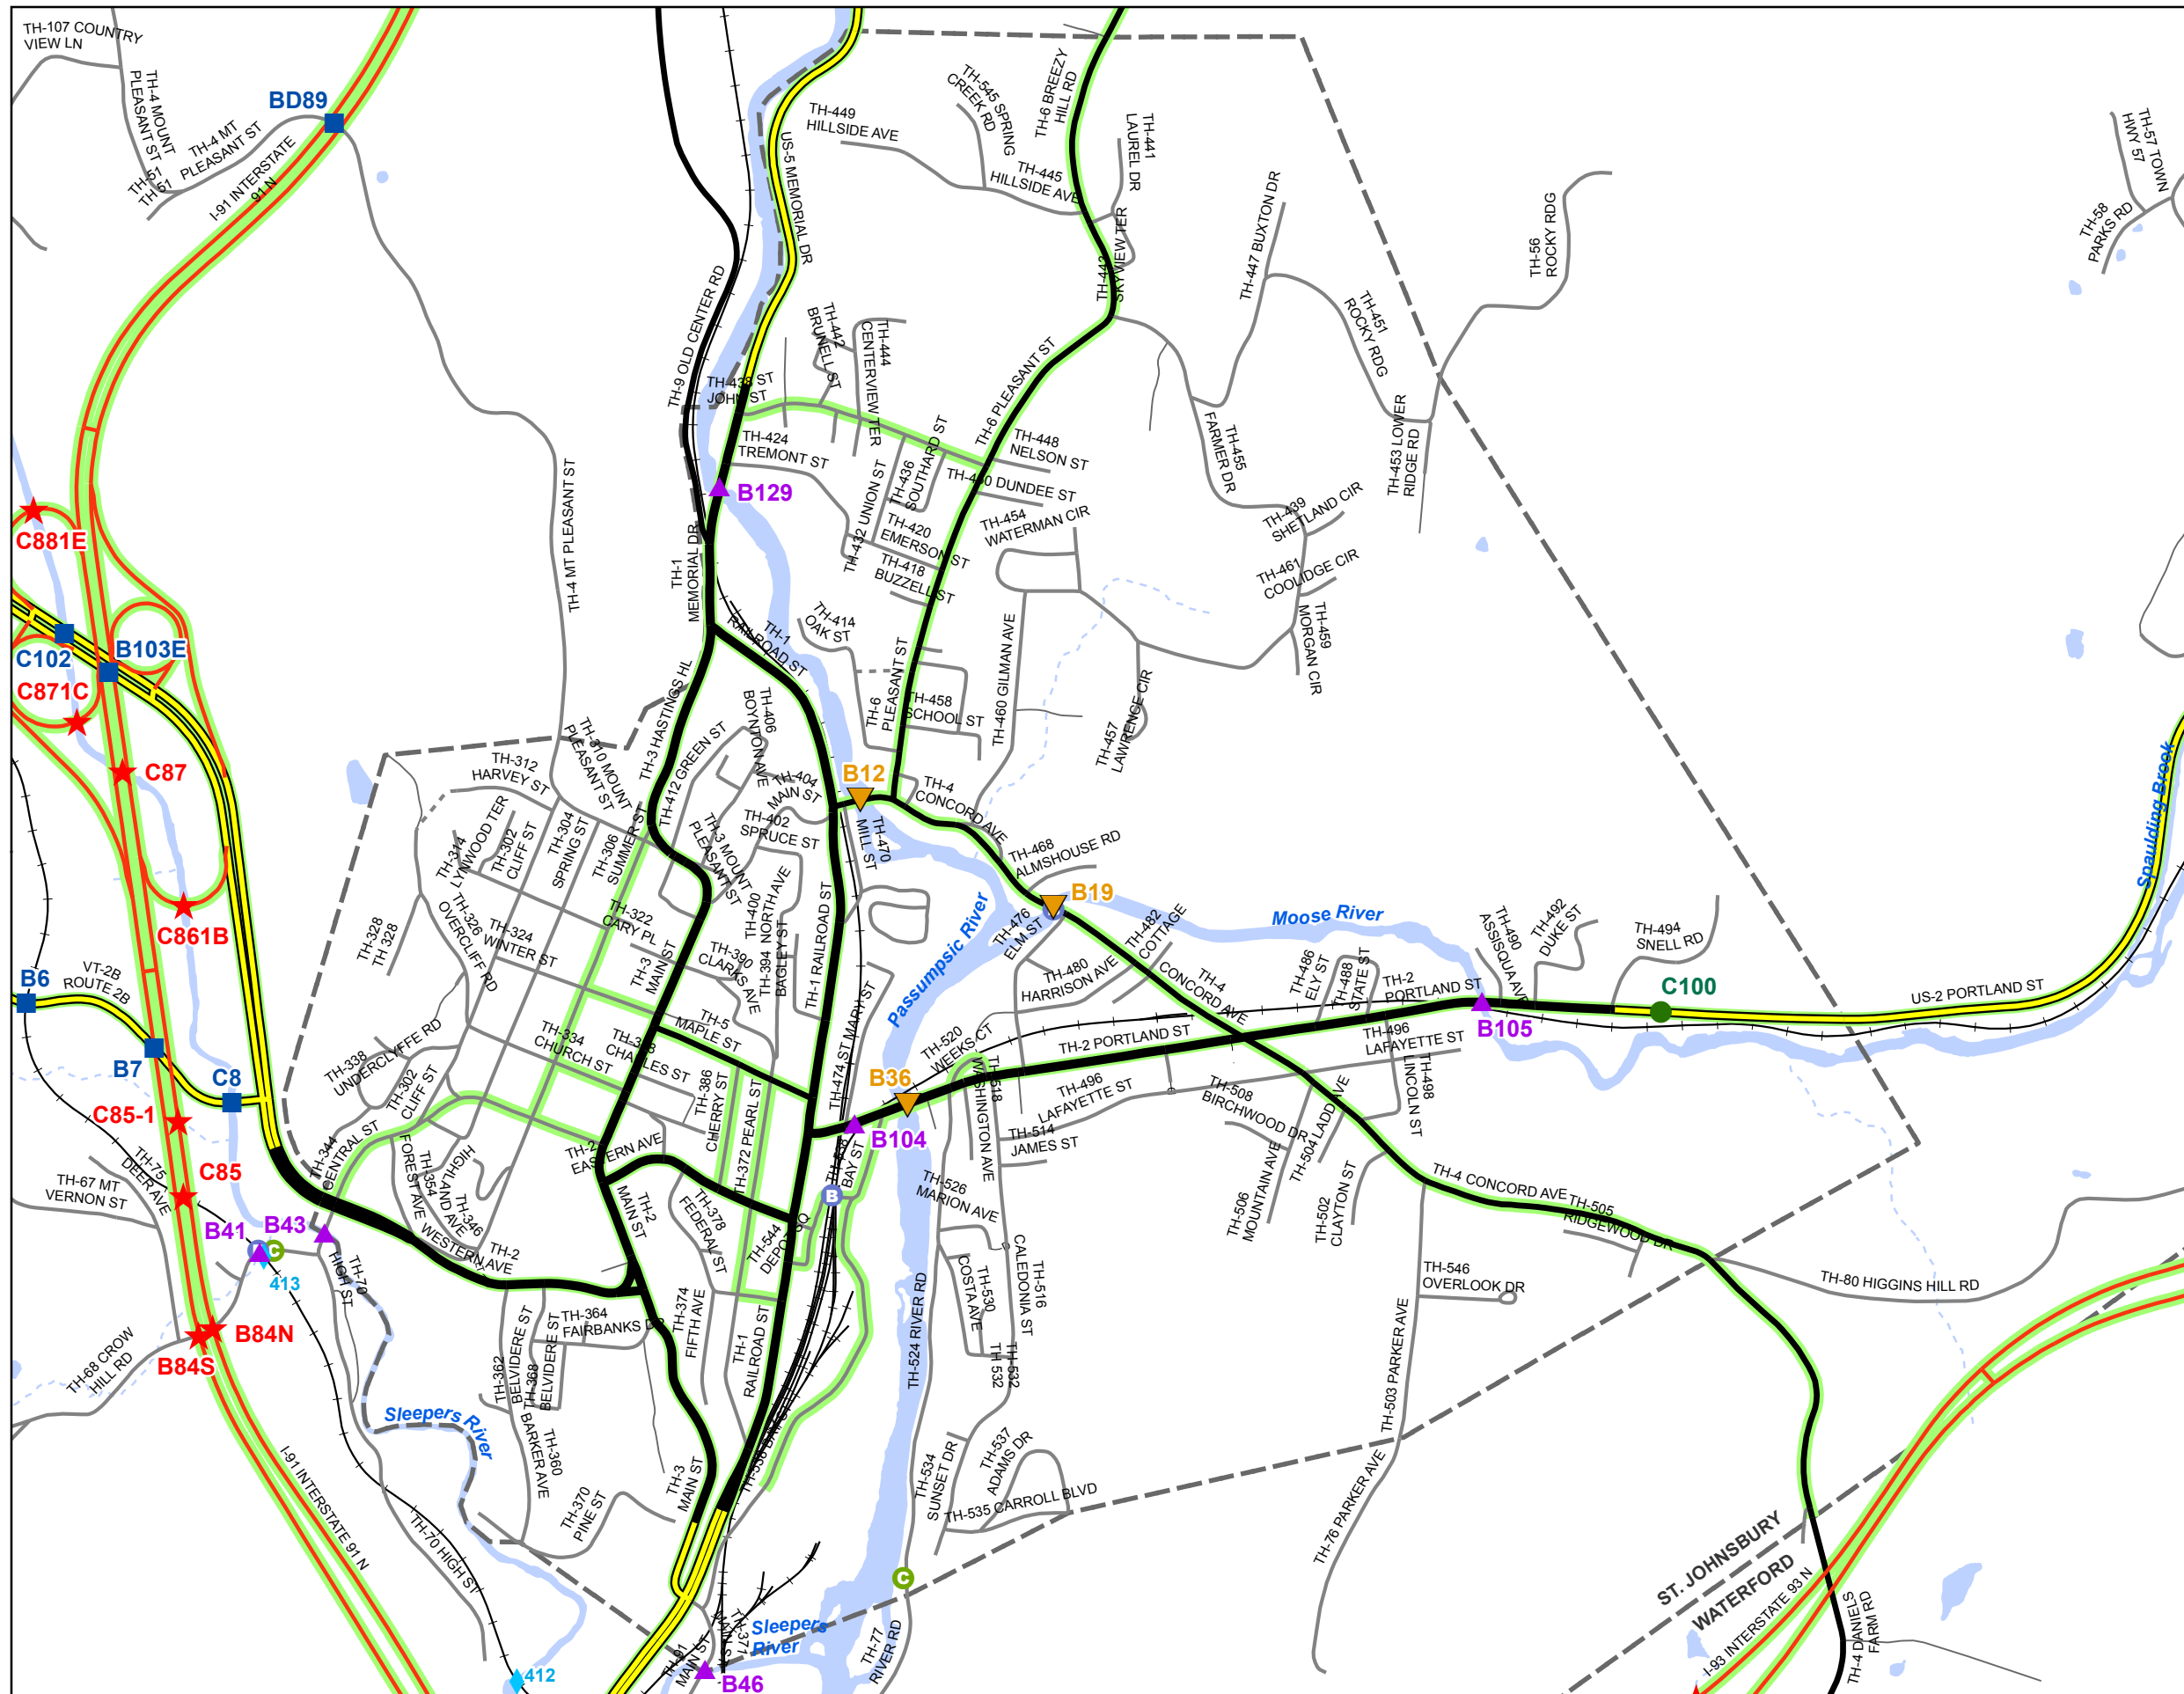 TH-107 COUNTRY
VIEW LN
TH-4 MOUNT
PLEASANT ST
TH-51
TH 51
TH-4 MT
PLEASANT ST
BD89
I-91 INTERSTATE
91 N
US-5 MEMORIAL DR
TH-449
HILLSIDE AVE
TH-545 SPRING
CREEK RD
TH-6 BREEZY
HILL RD
TH-445
HILLSIDE AVE
TH-441
LAUREL DR
TH-443
SKYVIEW TER
TH-447 BUXTON DR
TH-451
ROCKY RDG
TH-56
ROCKY RDG
TH-57 TOWN
HWY 57
TH-58
PARKS RD
TH-9 OLD CENTER RD
TH-442
BRUNELL ST
TH-444
CENTERVIEW TER
TH-438 ST
JOHN ST
TH-424
TREMONT ST
TH-6 PLEASANT ST
TH-448
NELSON ST
TH-450 DUNDEE ST
TH-436
SOUTHARD ST
TH-432 UNION ST
TH-420
EMERSON ST
TH-418
BUZZELL ST
TH-454
WATERMAN CIR
TH-455
FARMER DR
TH-453 LOWER
RIDGE RD
TH-439
SHETLAND CIR
TH-461
COOLIDGE CIR
TH-459
MORGAN CIR
TH-457
LAWRENCE CIR
B129
C881E
C102
B103E
C871C
C87
C861B
TH-4 MT PLEASANT ST
TH-1
MEMORIAL DR
TH-1
RAILROAD ST
TH-414
OAK ST
TH-6
PLEASANT ST
TH-458
SCHOOL ST
TH-460 GILMAN AVE
TH-3 HASTINGS HL
TH-412 GREEN ST
TH-406
BOYNTON AVE
TH-404
MAIN ST
TH-402
SPRUCE ST
TH-310 MOUNT
PLEASANT ST
TH-312
HARVEY ST
TH-314
LYNWOOD TER
TH-302
CLIFF ST
TH-304
SPRING ST
TH-306
SUMMER ST
TH-3 MOUNT
PLEASANT ST
B12
TH-470
MILL ST
TH-4
CONCORD AVE
TH-468
ALMSHOUSE RD
B19
Moose River
Passumpsic River
Spaulding Brook
TH-476
ELM ST
TH-480
HARRISON AVE
TH-482
COTTAGE
TH-4
CONCORD AVE
TH-486
ELY ST
TH-488
STATE ST
TH-2
PORTLAND ST
TH-490
ASSISQUA AVE
TH-492
DUKE ST
TH-494
SNELL RD
C100
B105
US-2 PORTLAND ST
TH-328
TH 328
TH-326
OVERCLIFF RD
TH-324
WINTER ST
TH-322
CARY PL
TH-3
MAIN ST
TH-390
CLARKS AVE
TH-400
NORTH AVE
TH-394
BAGLEY ST
TH-1 RAILROAD ST
TH-474 ST MARY ST
TH-5
MAPLE ST
TH-334
CHURCH ST
CHARLES ST
TH-386
CHERRY ST
TH-372 PEARL ST
B6
VT-2B
ROUTE 2B
B7
C8
C85-1
C85
TH-338
UNDERCLYFFE RD
TH-302
CLIFF ST
TH-344
CENTRAL ST
FOREST AVE
TH-354
HIGHLAND AVE
TH-346
TH-2
EASTERN AVE
TH-2
MAIN ST
TH-378
FEDERAL ST
TH-544
DEPOT SQ
TH-538
BAY ST
B
B36
B104
TH-520
WEEKS CT
TH-518
WASHINGTON AVE
TH-2 PORTLAND ST
TH-496
LAFAYETTE ST
TH-496
LAFAYETTE ST
TH-498
LINCOLN ST
TH-514
JAMES ST
TH-508
BIRCHWOOD DR
TH-504 LADD AVE
TH-506
MOUNTAIN AVE
TH-502
CLAYTON ST
TH-4 CONCORD AVE
TH-505
RIDGEWOOD DR
TH-80 HIGGINS HILL RD
TH-546
OVERLOOK DR
TH-75
DEER AVE
TH-67 MT
VERNON ST
B41
C
B43
413
TH-70
HIGH ST
WESTERN AVE
TH-2
B84N
B84S
TH-68 CROW
HILL RD
TH-364
FAIRBANKS DR
TH-362
BELVIDERE ST
TH-368
BELVIDERE ST
TH-360
BARKER AVE
TH-370
PINE ST
TH-374
FIFTH AVE
TH-1
RAILROAD ST
TH-538 BAY ST
TH-3
MAIN ST
TH-526
MARION AVE
TH-530
COSTA AVE
TH-516
CALEDONIA ST
TH-532
TH 532
TH-524 RIVER RD
TH-534
SUNSET DR
TH-537
ADAMS DR
TH-535 CARROLL BLVD
TH-503 PARKER AVE
TH-76 PARKER AVE
Sleepers River
I-91 INTERSTATE 91 N
TH-70 HIGH ST
412
TH-91
MAIN ST
TH-371
MAIN ST
B46
Sleepers
River
C
TH-77
RIVER RD
ST. JOHNSBURY
WATERFORD
I-93 INTERSTATE 93 N
TH-4 DANIELS
FARM RD